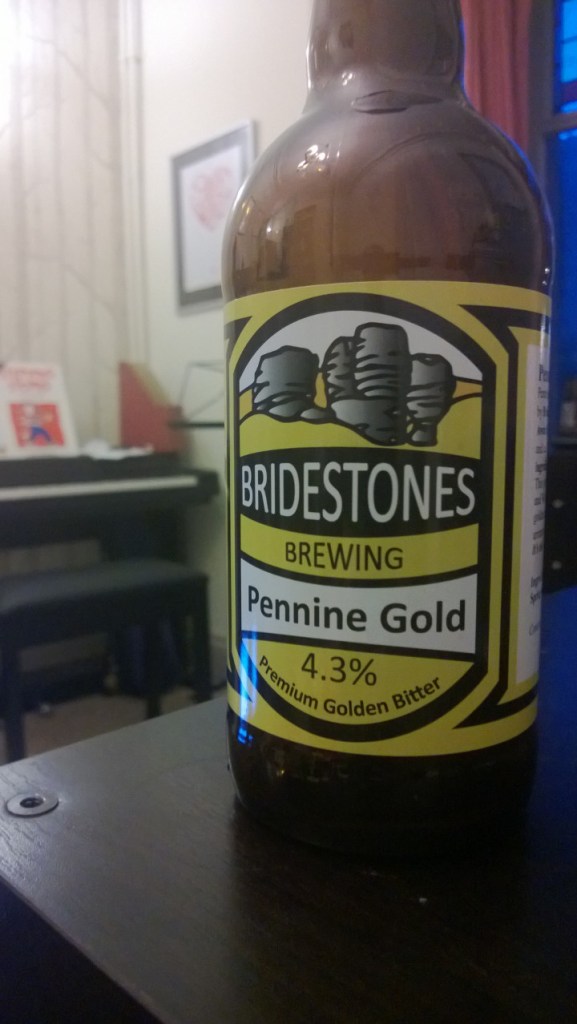 BRIDESTONES
BREWING
Pennine Gold
4.3%
Premium Golden Bitter